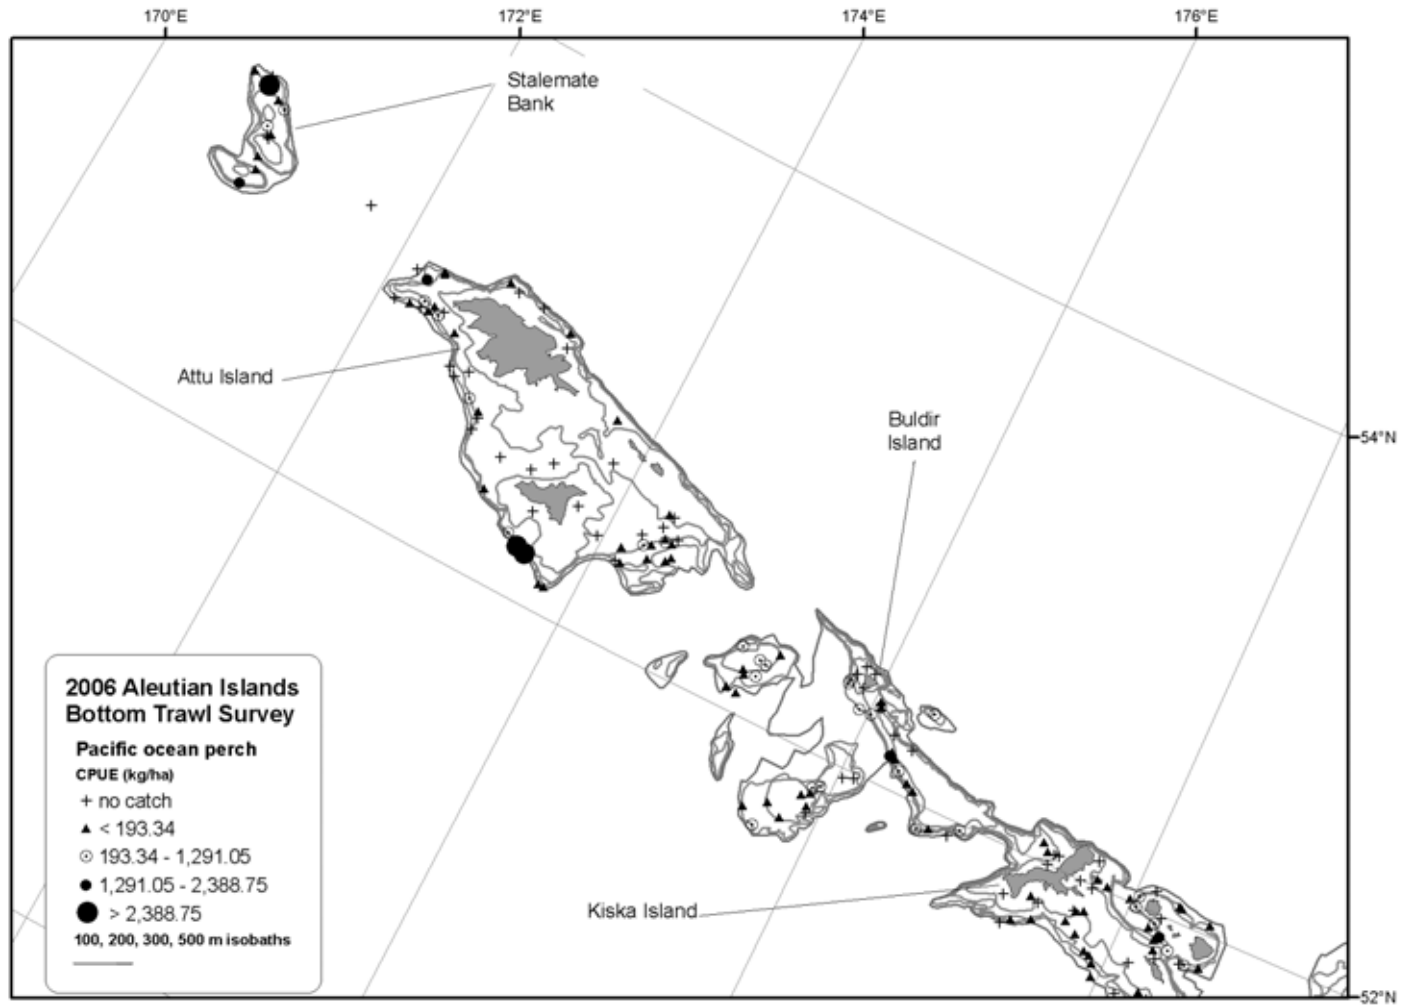 170°E
172°E
174°E
176°E
Stalemate
Bank
Attu Island
Buldir
Island
54°N
2006 Aleutian Islands
Bottom Trawl Survey
Pacific ocean perch
CPUE (kg/ha)
no catch
< 193.34
193.34 - 1,291.05
1,291.05 - 2,388.75
> 2,388.75
100, 200, 300, 500 m isobaths
Kiska Island
52°N